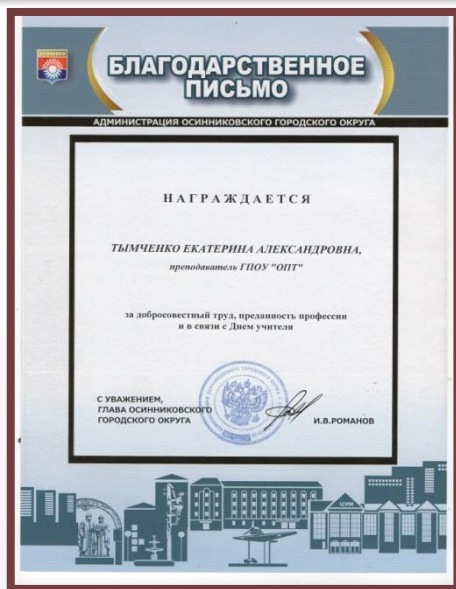 БЛАГОДАРСТВЕННОЕ
ПИСЬМО
АДМИНИСТРАЦИЯ ОСИННИКОВСКОГО ГОРОДСКОГО ОКРУГА
НАГРАЖДАЕТСЯ
ТЫМЧЕНКО ЕКАТЕРИНА АЛЕКСАНДРОВНА,
преподаватель ГПОУ "ОПТ"
за добросовестный труд, преданность профессии
и в связи с Днем учителя
С УВАЖЕНИЕМ,
ГЛАВА ОСИННИКОВСКОГО
ГОРОДСКОГО ОКРУГА
И.В.РОМАНОВ
ЦУМ